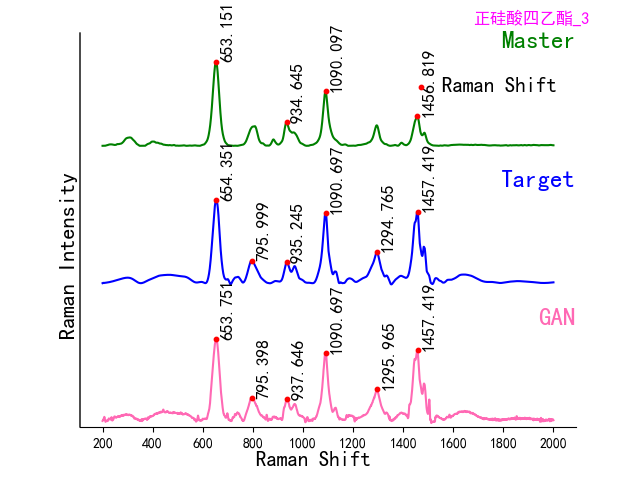 正硅酸四乙酯_3
Master
653.151
934.645
1090.097
1456.819
Raman Shift
Target
654.351
795.999
935.245
1090.697
1294.765
1457.419
GAN
653.751
795.398
937.646
1090.697
1295.965
1457.419
Raman Intensity
200 400 600 800 1000 1200 1400 1600 1800 2000
Raman Shift